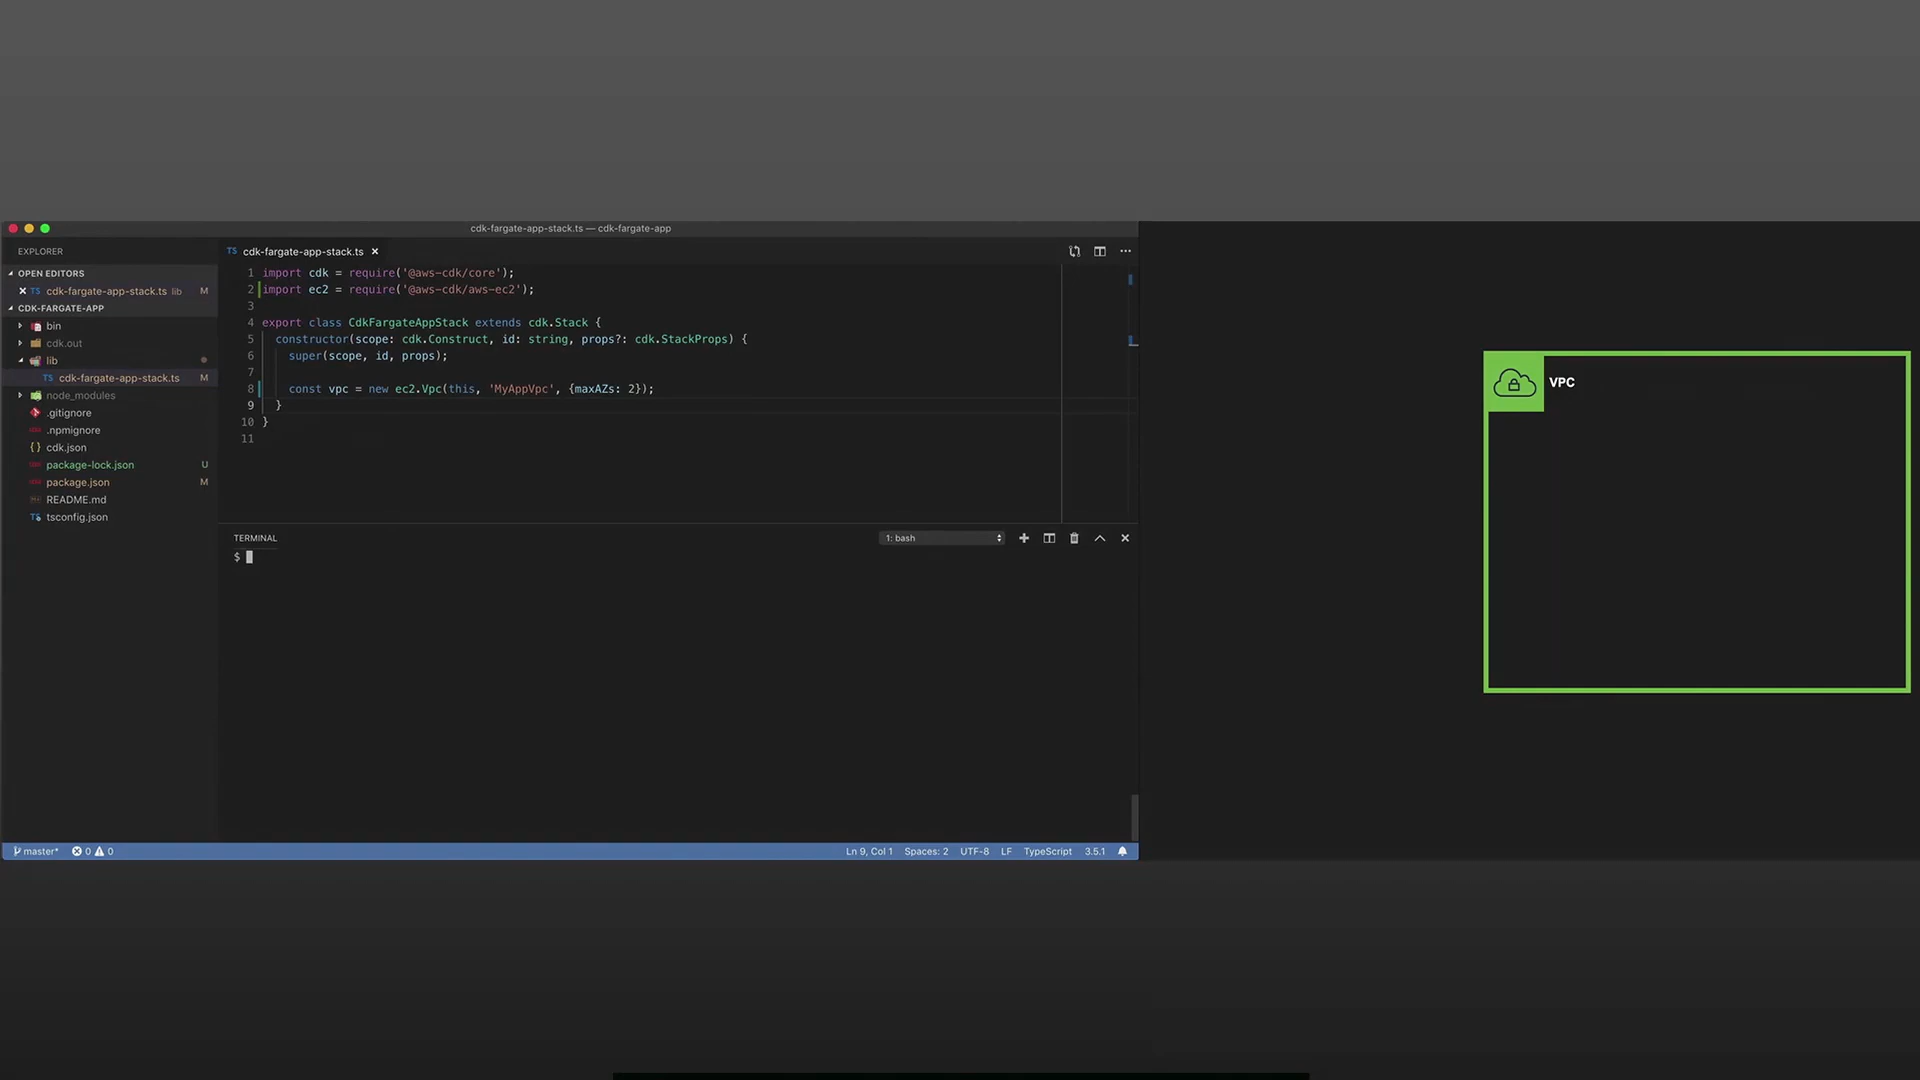 cdk-fargate-app-stack.ts — cdk-fargate-app
EXPLORER
OPEN EDITORS
TS cdk-fargate-app-stack.ts lib M
CDK-FARGATE-APP
bin
cdk.out
lib
TS cdk-fargate-app-stack.ts M
node_modules
.gitignore
.npmignore
{ } cdk.json
package-lock.json U
package.json M
README.md
TS tsconfig.json
TS cdk-fargate-app-stack.ts
1 import cdk = require('@aws-cdk/core');
2 import ec2 = require('@aws-cdk/aws-ec2');
3
4 export class CdkFargateAppStack extends cdk.Stack {
5 constructor(scope: cdk.Construct, id: string, props?: cdk.StackProps) {
6 super(scope, id, props);
7
8 const vpc = new ec2.Vpc(this, 'MyAppVpc', {maxAZs: 2});
9 }
10 }
11
TERMINAL
1: bash
$
master* 0 0
Ln 9, Col 1 Spaces: 2 UTF-8 LF TypeScript 3.5.1
VPC